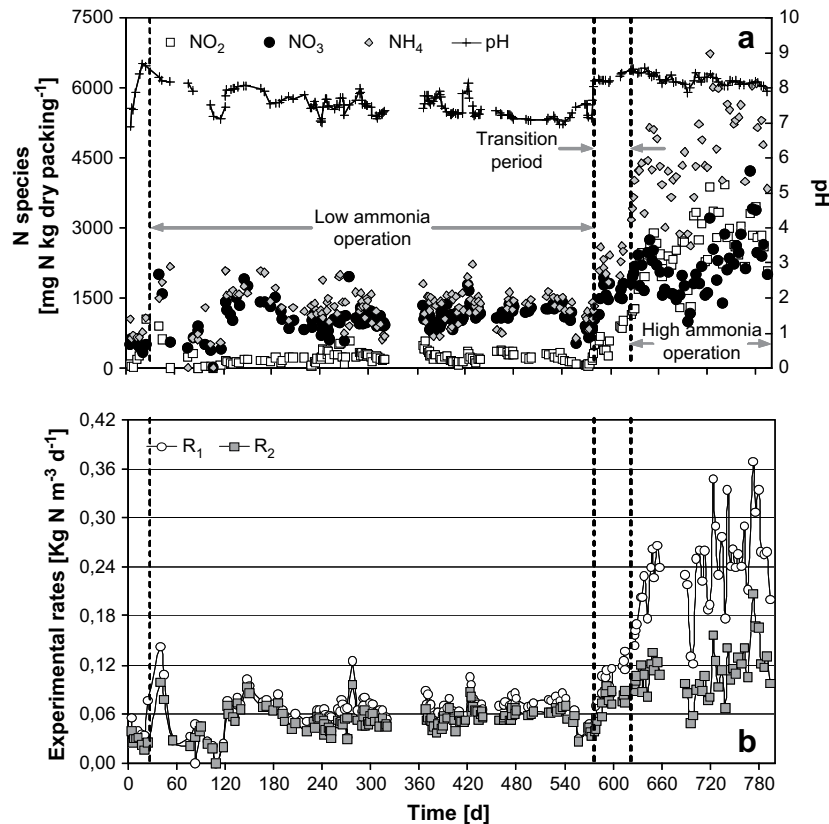 7500
6000
4500
3000
1500
0
N species
[mg N kg dry packing⁻¹]
NO₂ NO₃ NH₄ pH
a
10
9
8
7
6
5
4
3
2
1
0
pH
Transition
period
Low ammonia
operation
High ammonia
operation
0,42
0,36
0,30
0,24
0,18
0,12
0,06
0,00
Experimental rates [Kg N m⁻³ d⁻¹]
R₁ R₂
b
0 60 120 180 240 300 360 420 480 540 600 660 720 780
Time [d]